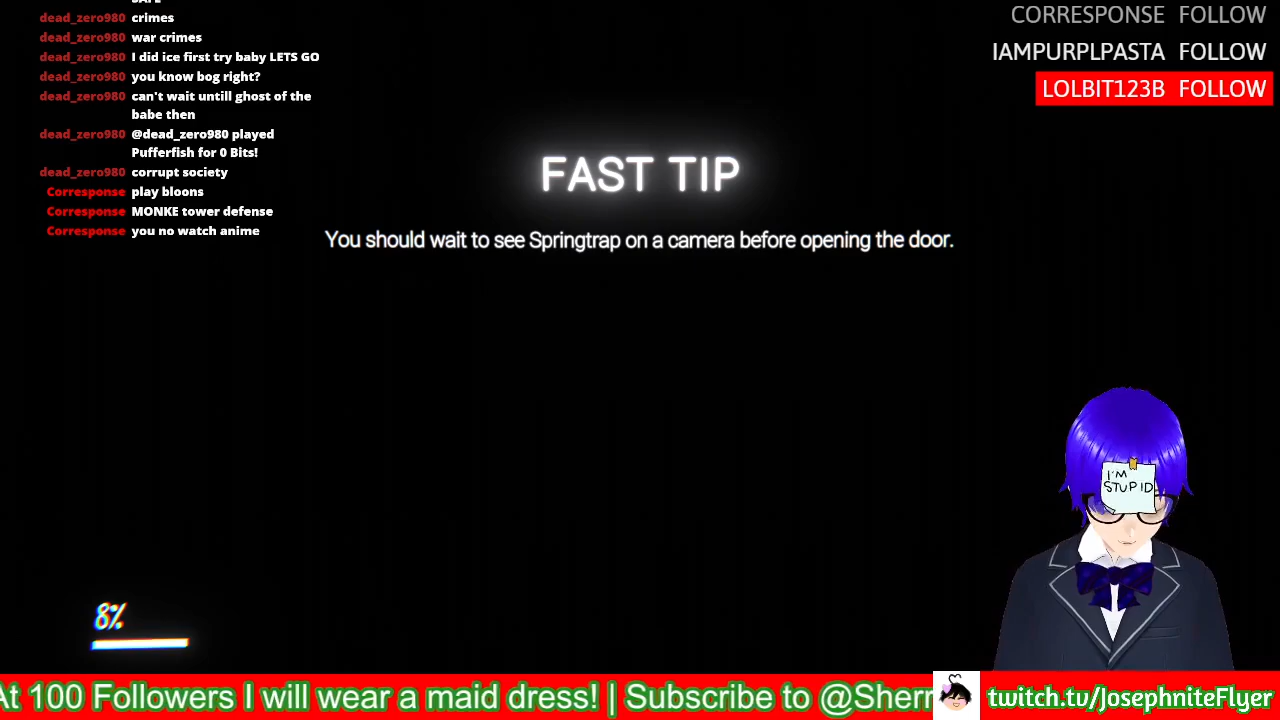 dead_zero980 crimes
dead_zero980 war crimes
dead_zero980 I did ice first try baby LETS GO
dead_zero980 you know bog right?
dead_zero980 can't wait untill ghost of the
babe then
dead_zero980 @dead_zero980 played
Pufferfish for 0 Bits!
dead_zero980 corrupt society
Corresponse play bloons
Corresponse MONKE tower defense
Corresponse you no watch anime
CORRESPONSE FOLLOW
IAMPURPLPASTA FOLLOW
LOLBIT123B FOLLOW
FAST TIP
You should wait to see Springtrap on a camera before opening the door.
I'M
STUPID
8%
At 100 Followers I will wear a maid dress! | Subscribe to @Sherr
twitch.tv/JosephniteFlyer